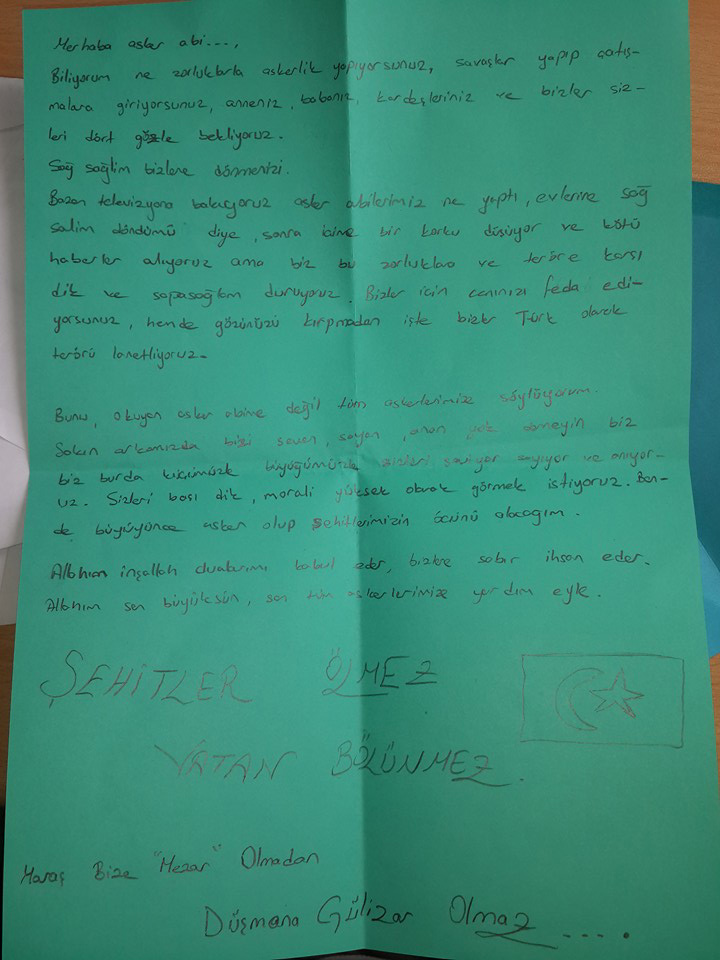 Merhaba asker abi...,
Biliyorum ne zorluklarla askerlik yapıyorsunuz, savaşlar yapıp çatış-
malara giriyorsunuz, anneniz, babanız, kardeşleriniz ve bizler siz-
leri dört gözle bekliyoruz.
Sağ sağlim bizlere dönmenizi.
Bazen televizyona bakıyoruz asker abilerimiz ne yaptı, evlerine sağ
salim döndümü diye, sonra içime bir korku düşüyor ve kötü
haberler alıyoruz ama biz bu zorluklara ve teröre karşı
dik ve sapasağlam duruyoruz. Bizler için canınızı feda edi-
yorsunuz, hemde gözünüzü kırpmadan işte bizler Türk olarak
terörü lanetliyoruz-
Bunu, okuyan asker abime değil tüm askerlerimize söylüyorum.
Sakın arkamızda bizi seven, sayan, anan yok demeyin biz
biz burda küçümüzle büyüğümüzle sizleri seviyor sayıyor ve anıyor-
uz. Sizleri başı dik, morali yüksek olarak görmek istiyoruz. Ben-
de büyüyünce asker olup şehitlerimizin öcünü alacağım.
Allahım inşallah dualarımı kabul eder, bizlere sabır ihsan eder.
Allahım sen büyüksün, sen tüm askerlerimize yardım eyle.
ŞEHİTLER ÖLMEZ
VATAN BÖLÜNMEZ.
Maraş Bize "Mezar" Olmadan
Düşmana Gülizar Olmaz.....